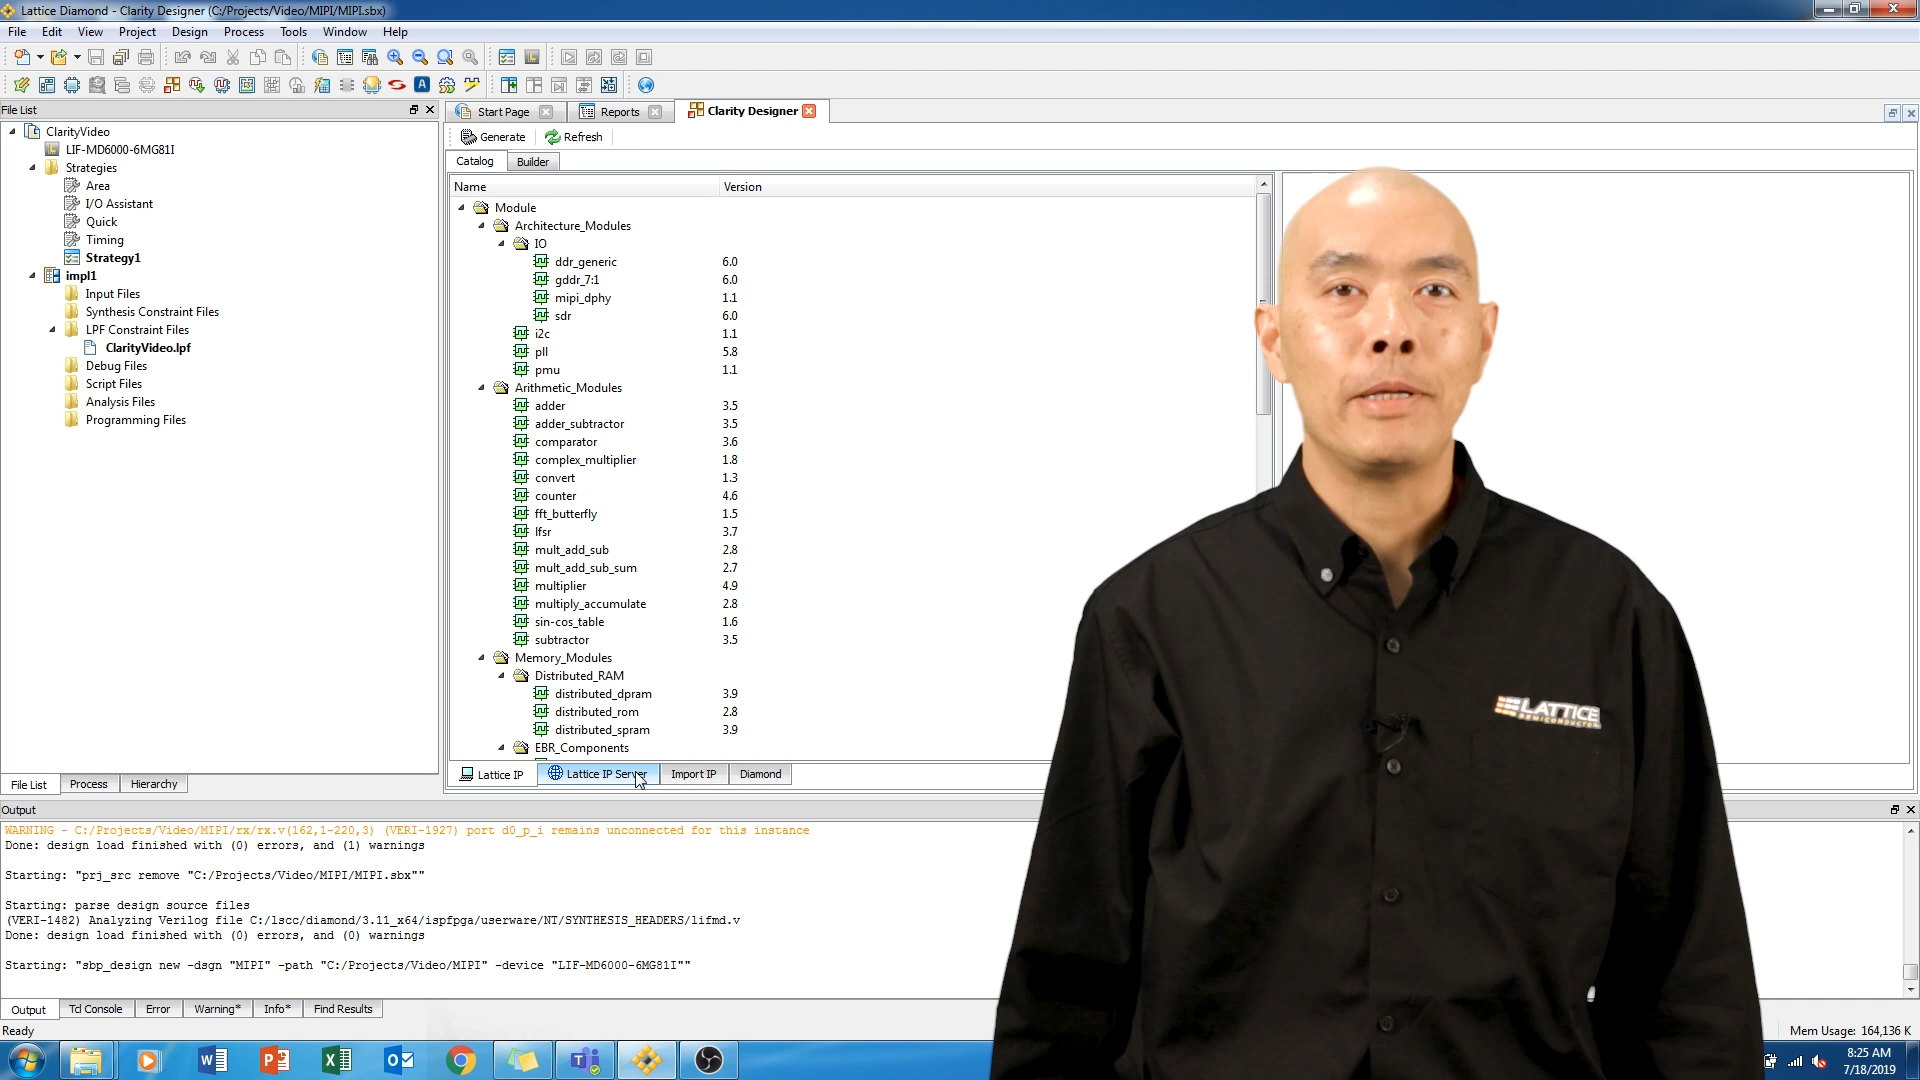 Lattice Diamond - Clarity Designer (C:/Projects/Video/MIPI/MIPI.sbx)
File Edit View Project Design Process Tools Window Help
File List
Start Page Reports Clarity Designer
Generate Refresh
Catalog Builder
Name Version
ClarityVideo
LIF-MD6000-6MG81I
Strategies
Area
I/O Assistant
Quick
Timing
Strategy1
impl1
Input Files
Synthesis Constraint Files
LPF Constraint Files
ClarityVideo.lpf
Debug Files
Script Files
Analysis Files
Programming Files
Module
Architecture_Modules
IO
ddr_generic 6.0
gddr_7:1 6.0
mipi_dphy 1.1
sdr 6.0
i2c 1.1
pll 5.8
pmu 1.1
Arithmetic_Modules
adder 3.5
adder_subtractor 3.5
comparator 3.6
complex_multiplier 1.8
convert 1.3
counter 4.6
fft_butterfly 1.5
lfsr 3.7
mult_add_sub 2.8
mult_add_sub_sum 2.7
multiplier 4.9
multiply_accumulate 2.8
sin-cos_table 1.6
subtractor 3.5
Memory_Modules
Distributed_RAM
distributed_dpram 3.9
distributed_rom 2.8
distributed_spram 3.9
EBR_Components
Lattice IP Lattice IP Server Import IP Diamond
File List Process Hierarchy
LATTICE
SEMICONDUCTOR
Output
WARNING - C:/Projects/Video/MIPI/rx/rx.v(162,1-220,3) (VERI-1927) port d0_p_i remains unconnected for this instance
Done: design load finished with (0) errors, and (1) warnings
Starting: "prj_src remove "C:/Projects/Video/MIPI/MIPI.sbx""
Starting: parse design source files
(VERI-1482) Analyzing Verilog file C:/lscc/diamond/3.11_x64/ispfpga/userware/NT/SYNTHESIS_HEADERS/lifmd.v
Done: design load finished with (0) errors, and (0) warnings
Starting: "sbp_design new -dsgn "MIPI" -path "C:/Projects/Video/MIPI" -device "LIF-MD6000-6MG81I""
Output Tcl Console Error Warning* Info* Find Results
Ready
Mem Usage: 164,136 K
8:25 AM
7/18/2019